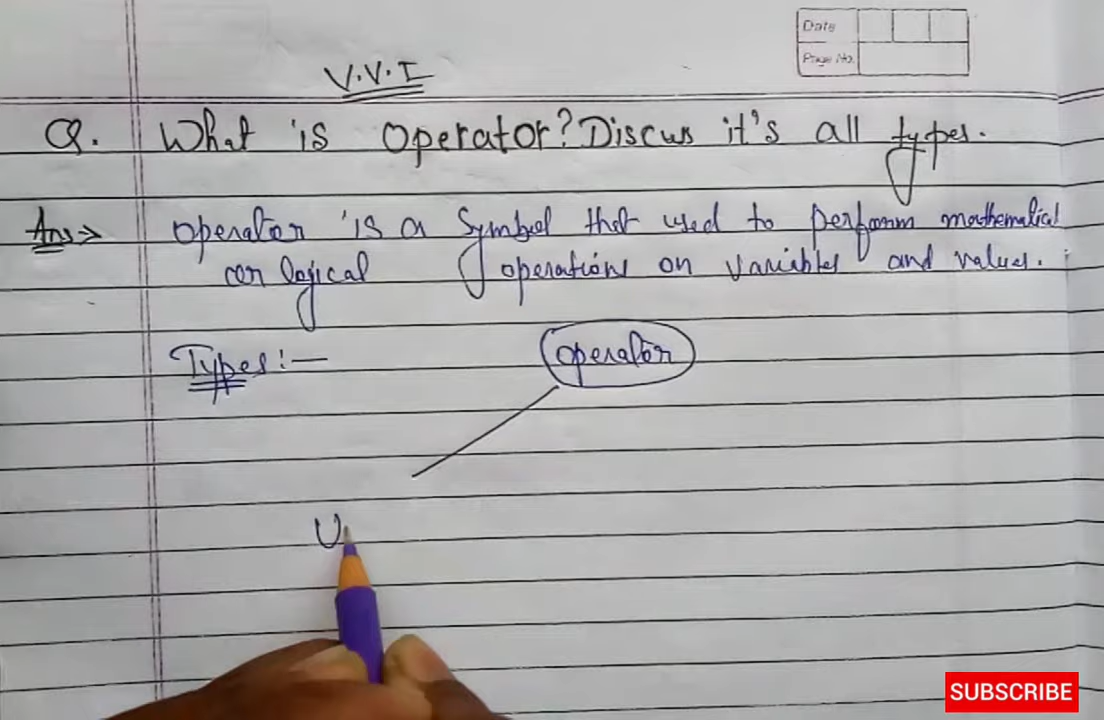 Date
Page No.
V.V.I
Q. What is Operator? Discus it's all types.
Ans→ Operator is a Symbol that used to perform mathematical
or logical operations on variables and values.
Types:—
operator
U
SUBSCRIBE